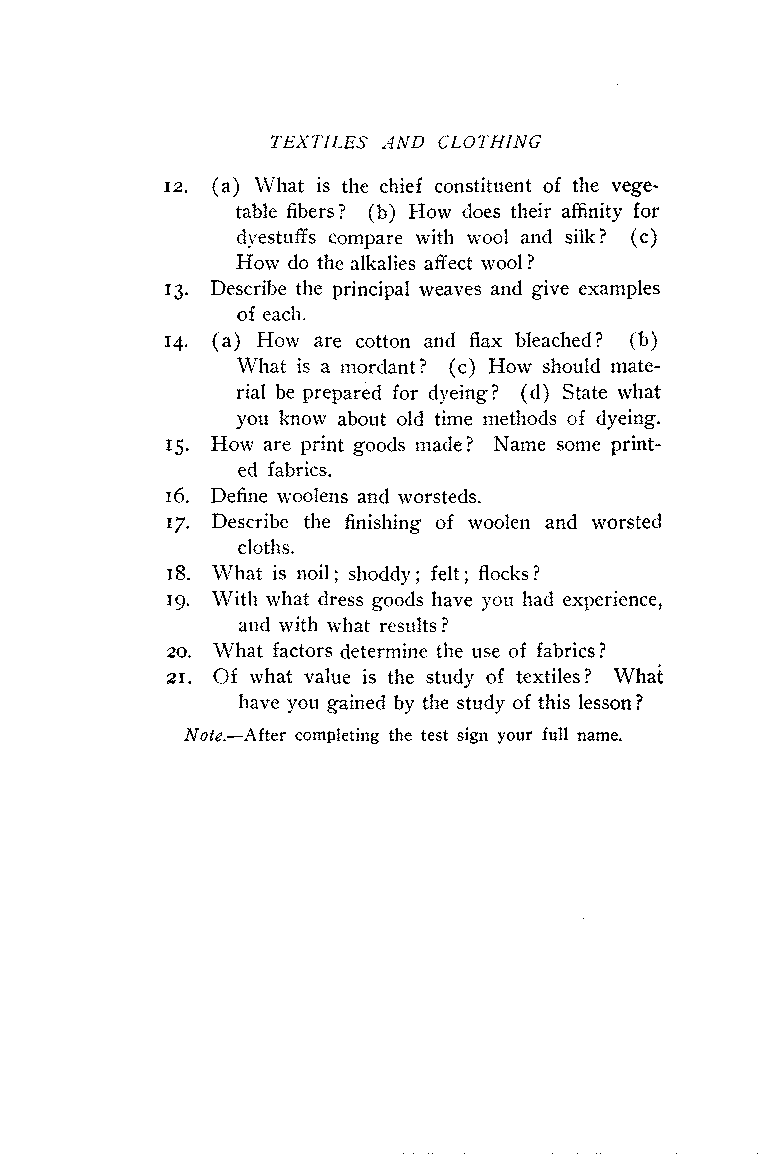 TEXTILES AND CLOTHING
12. (a) What is the chief constituent of the vege-
table fibers? (b) How does their affinity for
dyestuffs compare with wool and silk? (c)
How do the alkalies affect wool?
13. Describe the principal weaves and give examples
of each.
14. (a) How are cotton and flax bleached? (b)
What is a mordant? (c) How should mate-
rial be prepared for dyeing? (d) State what
you know about old time methods of dyeing.
15. How are print goods made? Name some print-
ed fabrics.
16. Define woolens and worsteds.
17. Describe the finishing of woolen and worsted
cloths.
18. What is noil; shoddy; felt; flocks?
19. With what dress goods have you had experience,
and with what results?
20. What factors determine the use of fabrics?
21. Of what value is the study of textiles? What
have you gained by the study of this lesson?
Note.—After completing the test sign your full name.